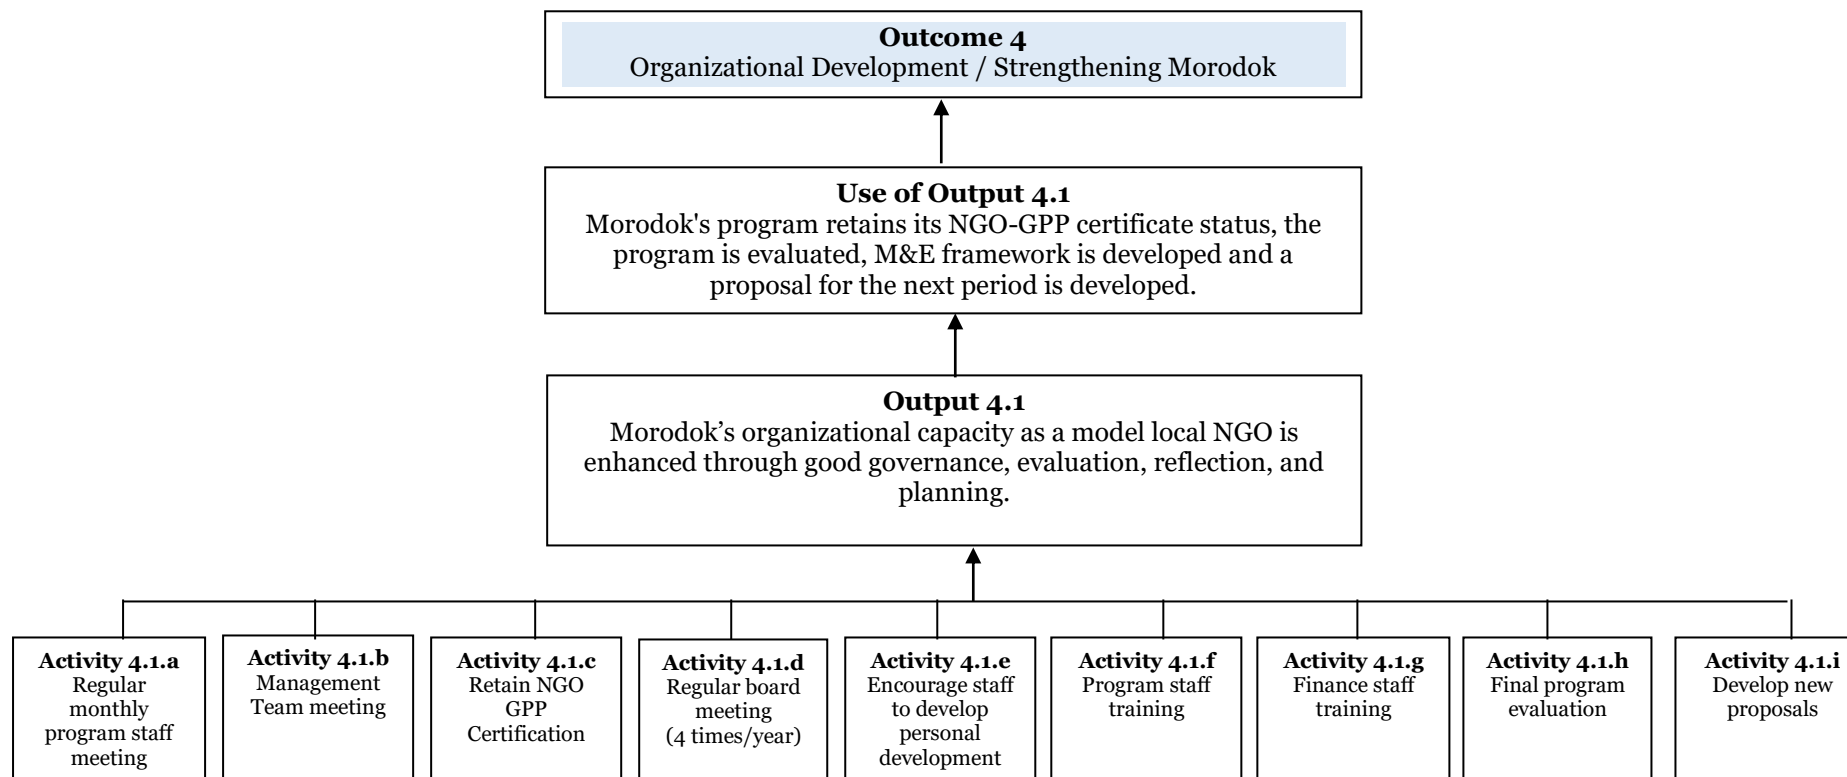 Outcome 4
Organizational Development / Strengthening Morodok
Use of Output 4.1
Morodok's program retains its NGO-GPP certificate status, the
program is evaluated, M&E framework is developed and a
proposal for the next period is developed.
Output 4.1
Morodok’s organizational capacity as a model local NGO is
enhanced through good governance, evaluation, reflection, and
planning.
Activity 4.1.a
Regular
monthly
program staff
meeting
Activity 4.1.b
Management
Team meeting
Activity 4.1.c
Retain NGO
GPP
Certification
Activity 4.1.d
Regular board
meeting
(4 times/year)
Activity 4.1.e
Encourage staff
to develop
personal
development
Activity 4.1.f
Program staff
training
Activity 4.1.g
Finance staff
training
Activity 4.1.h
Final program
evaluation
Activity 4.1.i
Develop new
proposals